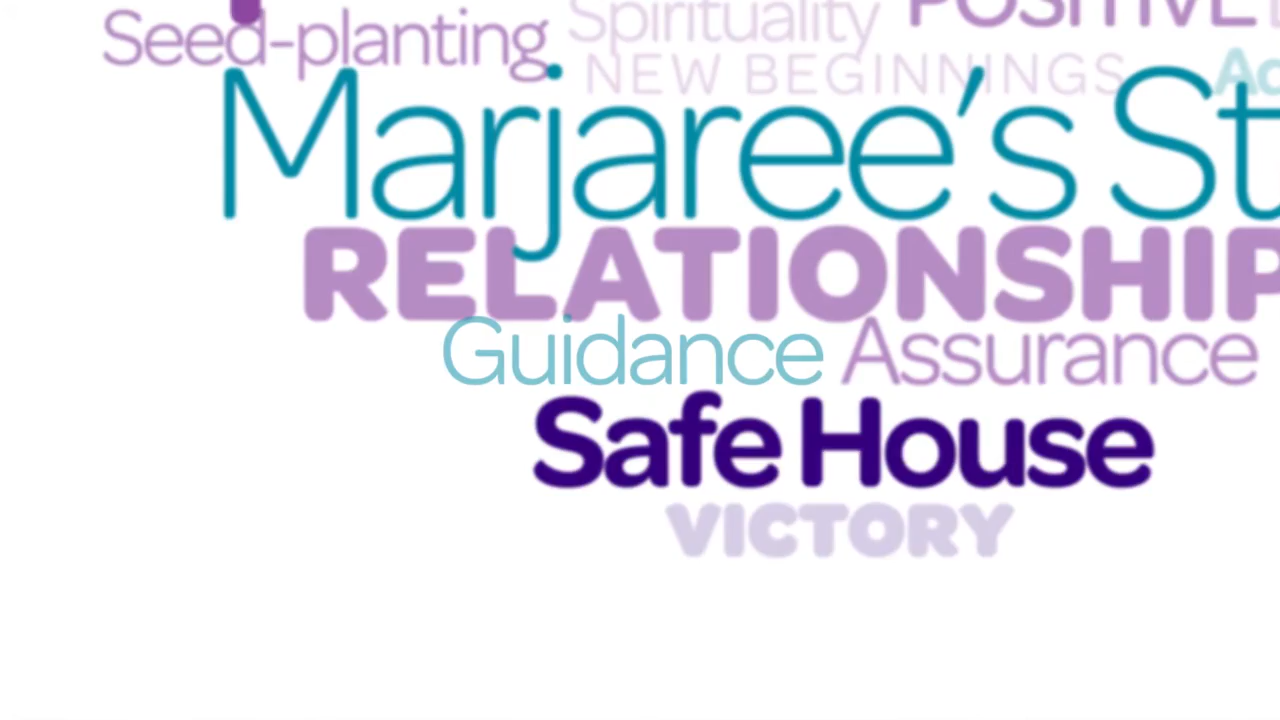 Seed-planting Spirituality POSITIVE
NEW BEGINNINGS
Marjaree's St
RELATIONSHIP
Guidance Assurance
Safe House
VICTORY